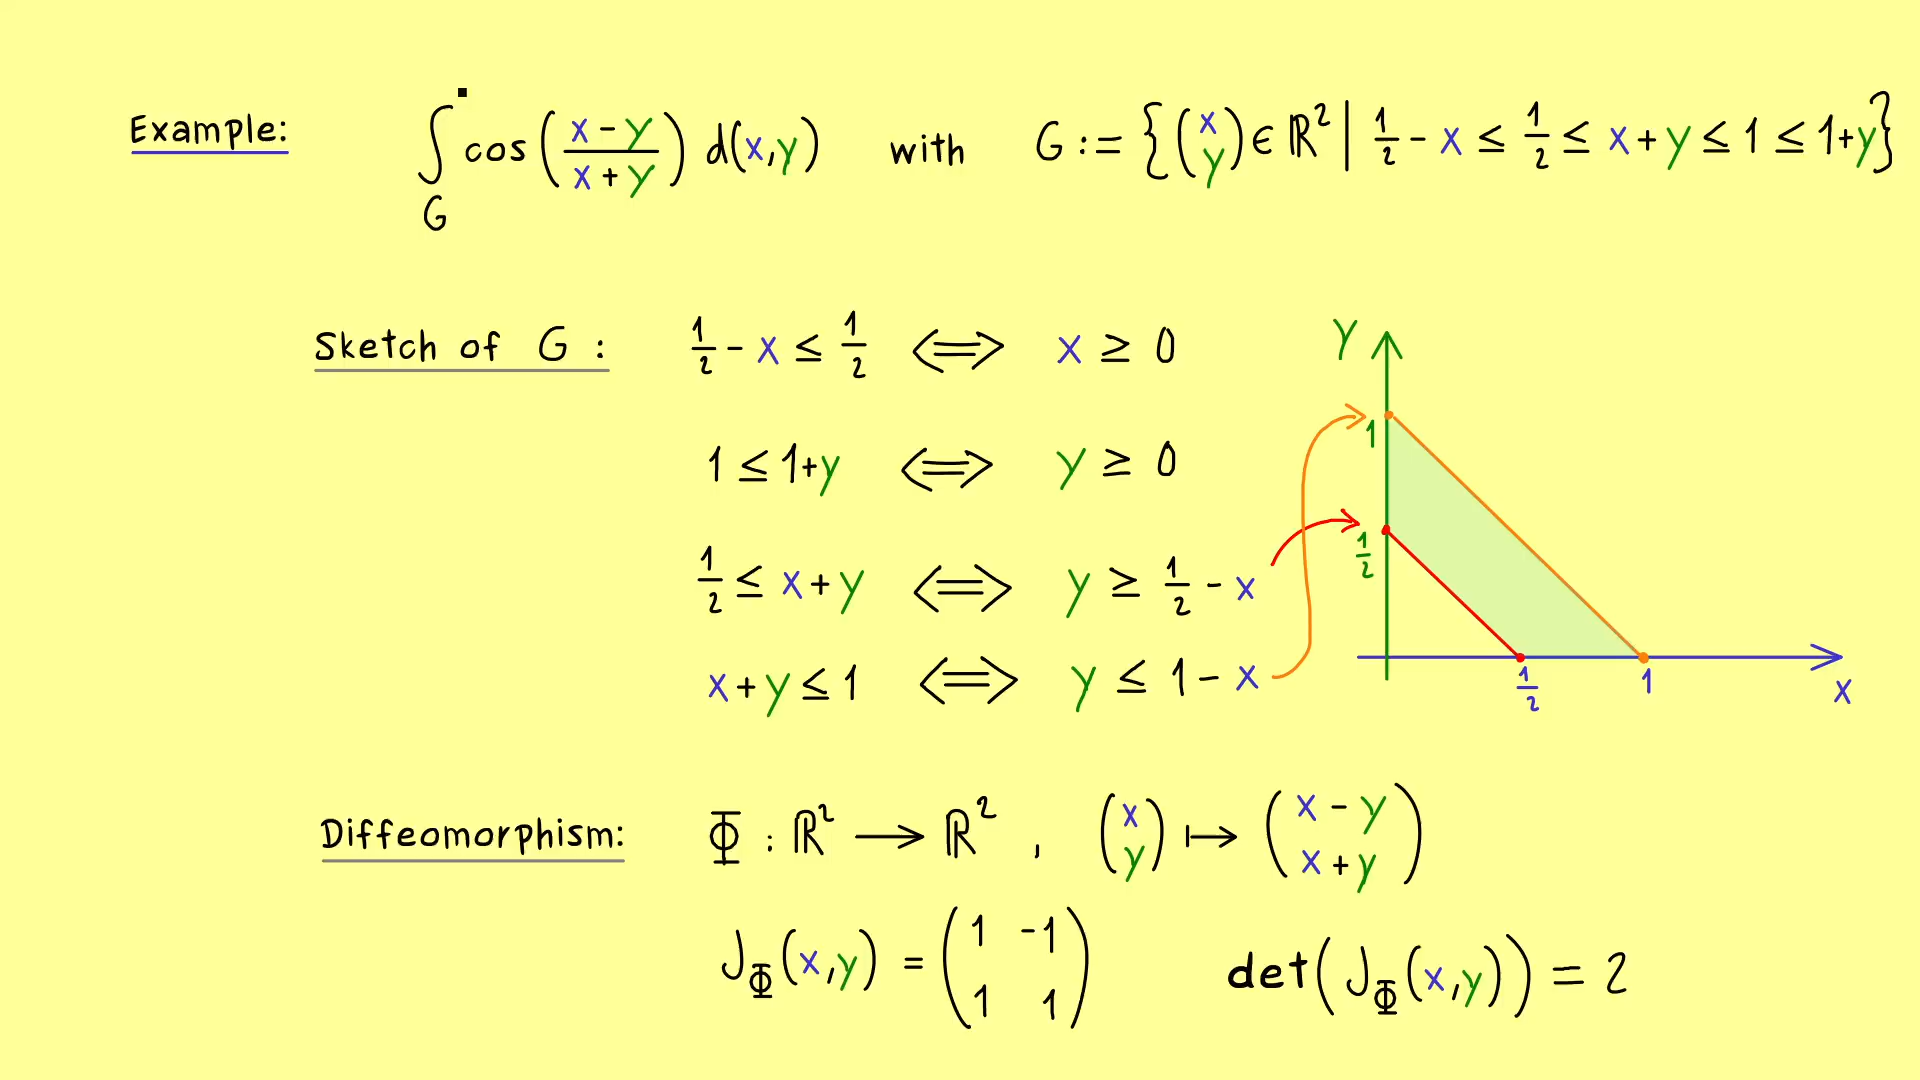 Example: ∫_G cos((x - y)/(x + y)) d(x,y) with G := {(x y) ∈ ℝ² | 1/2 - x ≤ 1/2 ≤ x + y ≤ 1 ≤ 1+y}
Sketch of G : 1/2 - x ≤ 1/2 ⟺ x ≥ 0
1 ≤ 1+y ⟺ y ≥ 0
1/2 ≤ x + y ⟺ y ≥ 1/2 - x
x + y ≤ 1 ⟺ y ≤ 1 - x
y
1
1/2
1/2 1 x
Diffeomorphism: Φ : ℝ² ⟶ ℝ² , (x y) ↦ (x - y x + y)
J_Φ(x,y) = (1 -1 1 1) det(J_Φ(x,y)) = 2